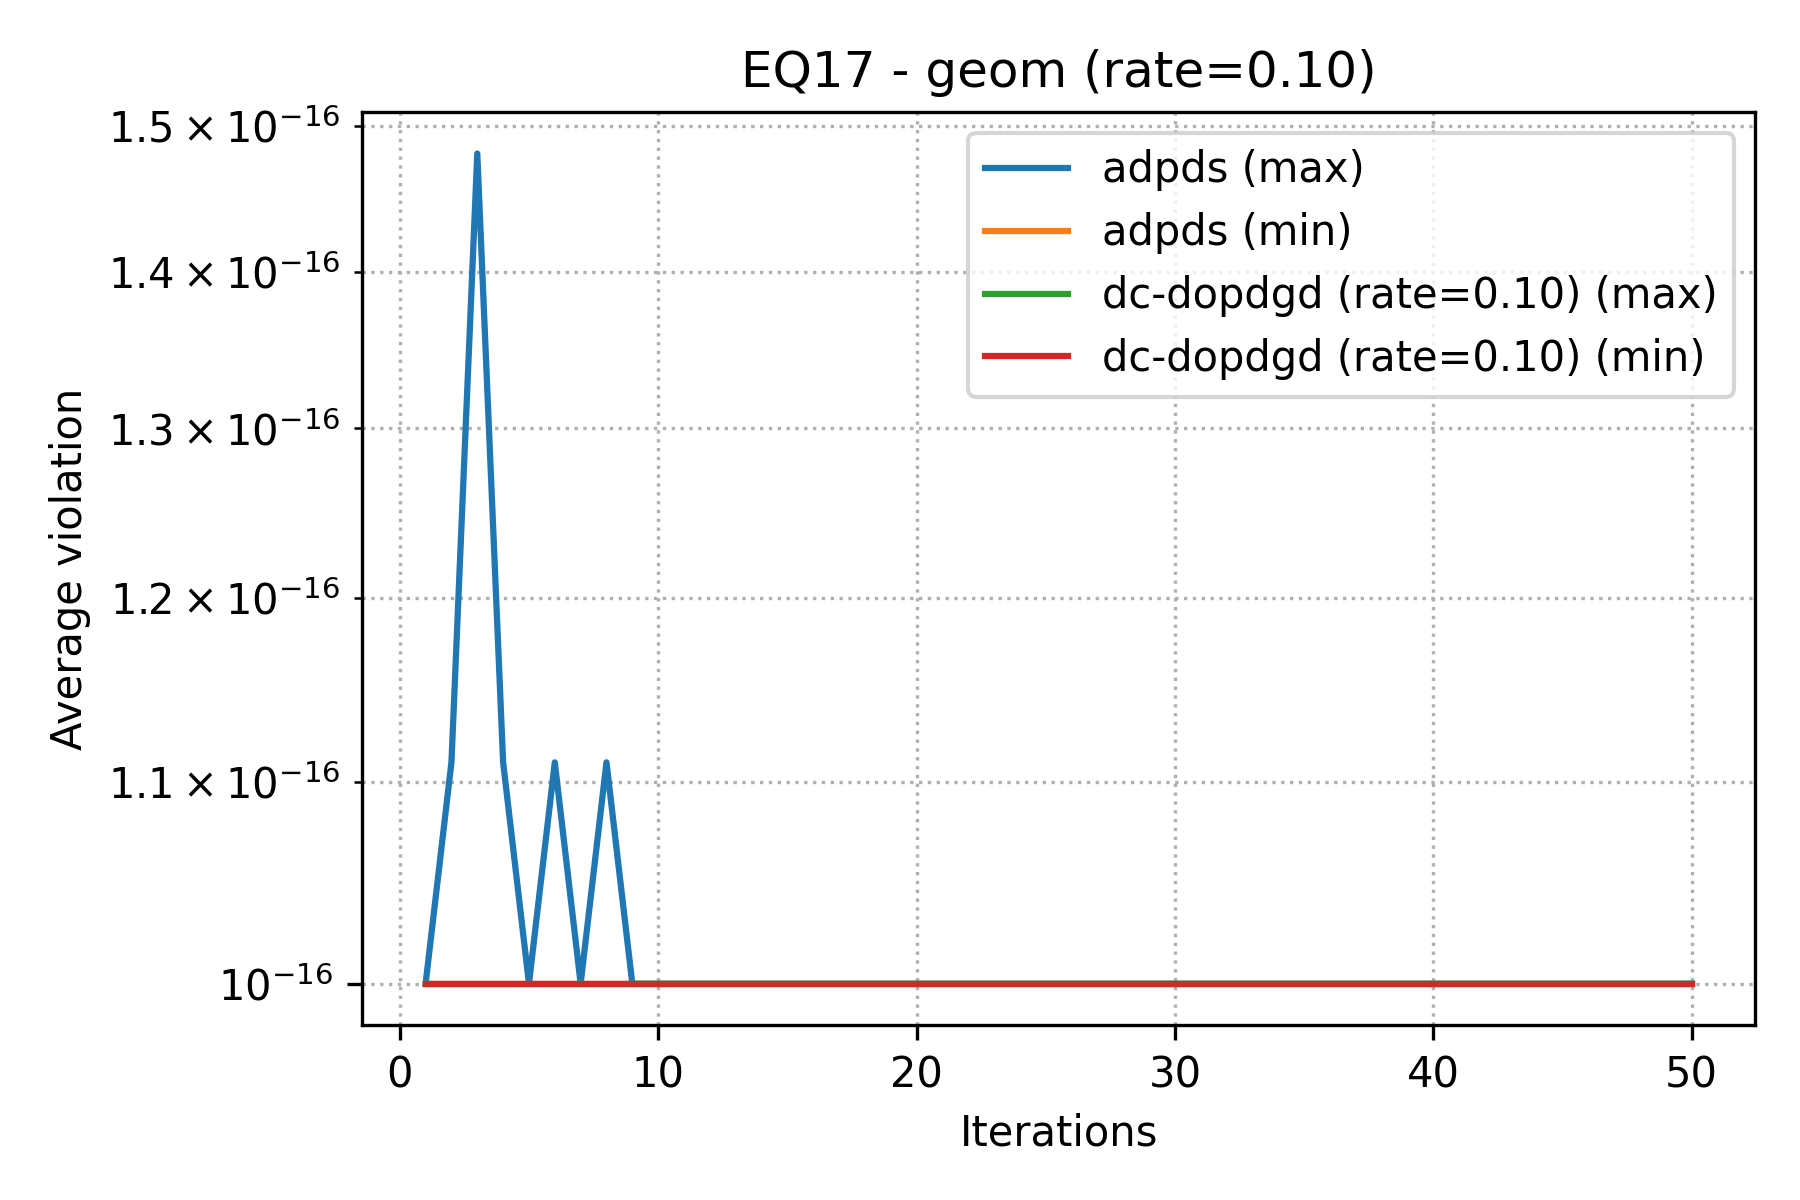 EQ17 - geom (rate=0.10)
1.5 × 10⁻¹⁶
1.4 × 10⁻¹⁶
1.3 × 10⁻¹⁶
1.2 × 10⁻¹⁶
1.1 × 10⁻¹⁶
10⁻¹⁶
Average violation
adpds (max)
adpds (min)
dc-dopdgd (rate=0.10) (max)
dc-dopdgd (rate=0.10) (min)
0 10 20 30 40 50
Iterations